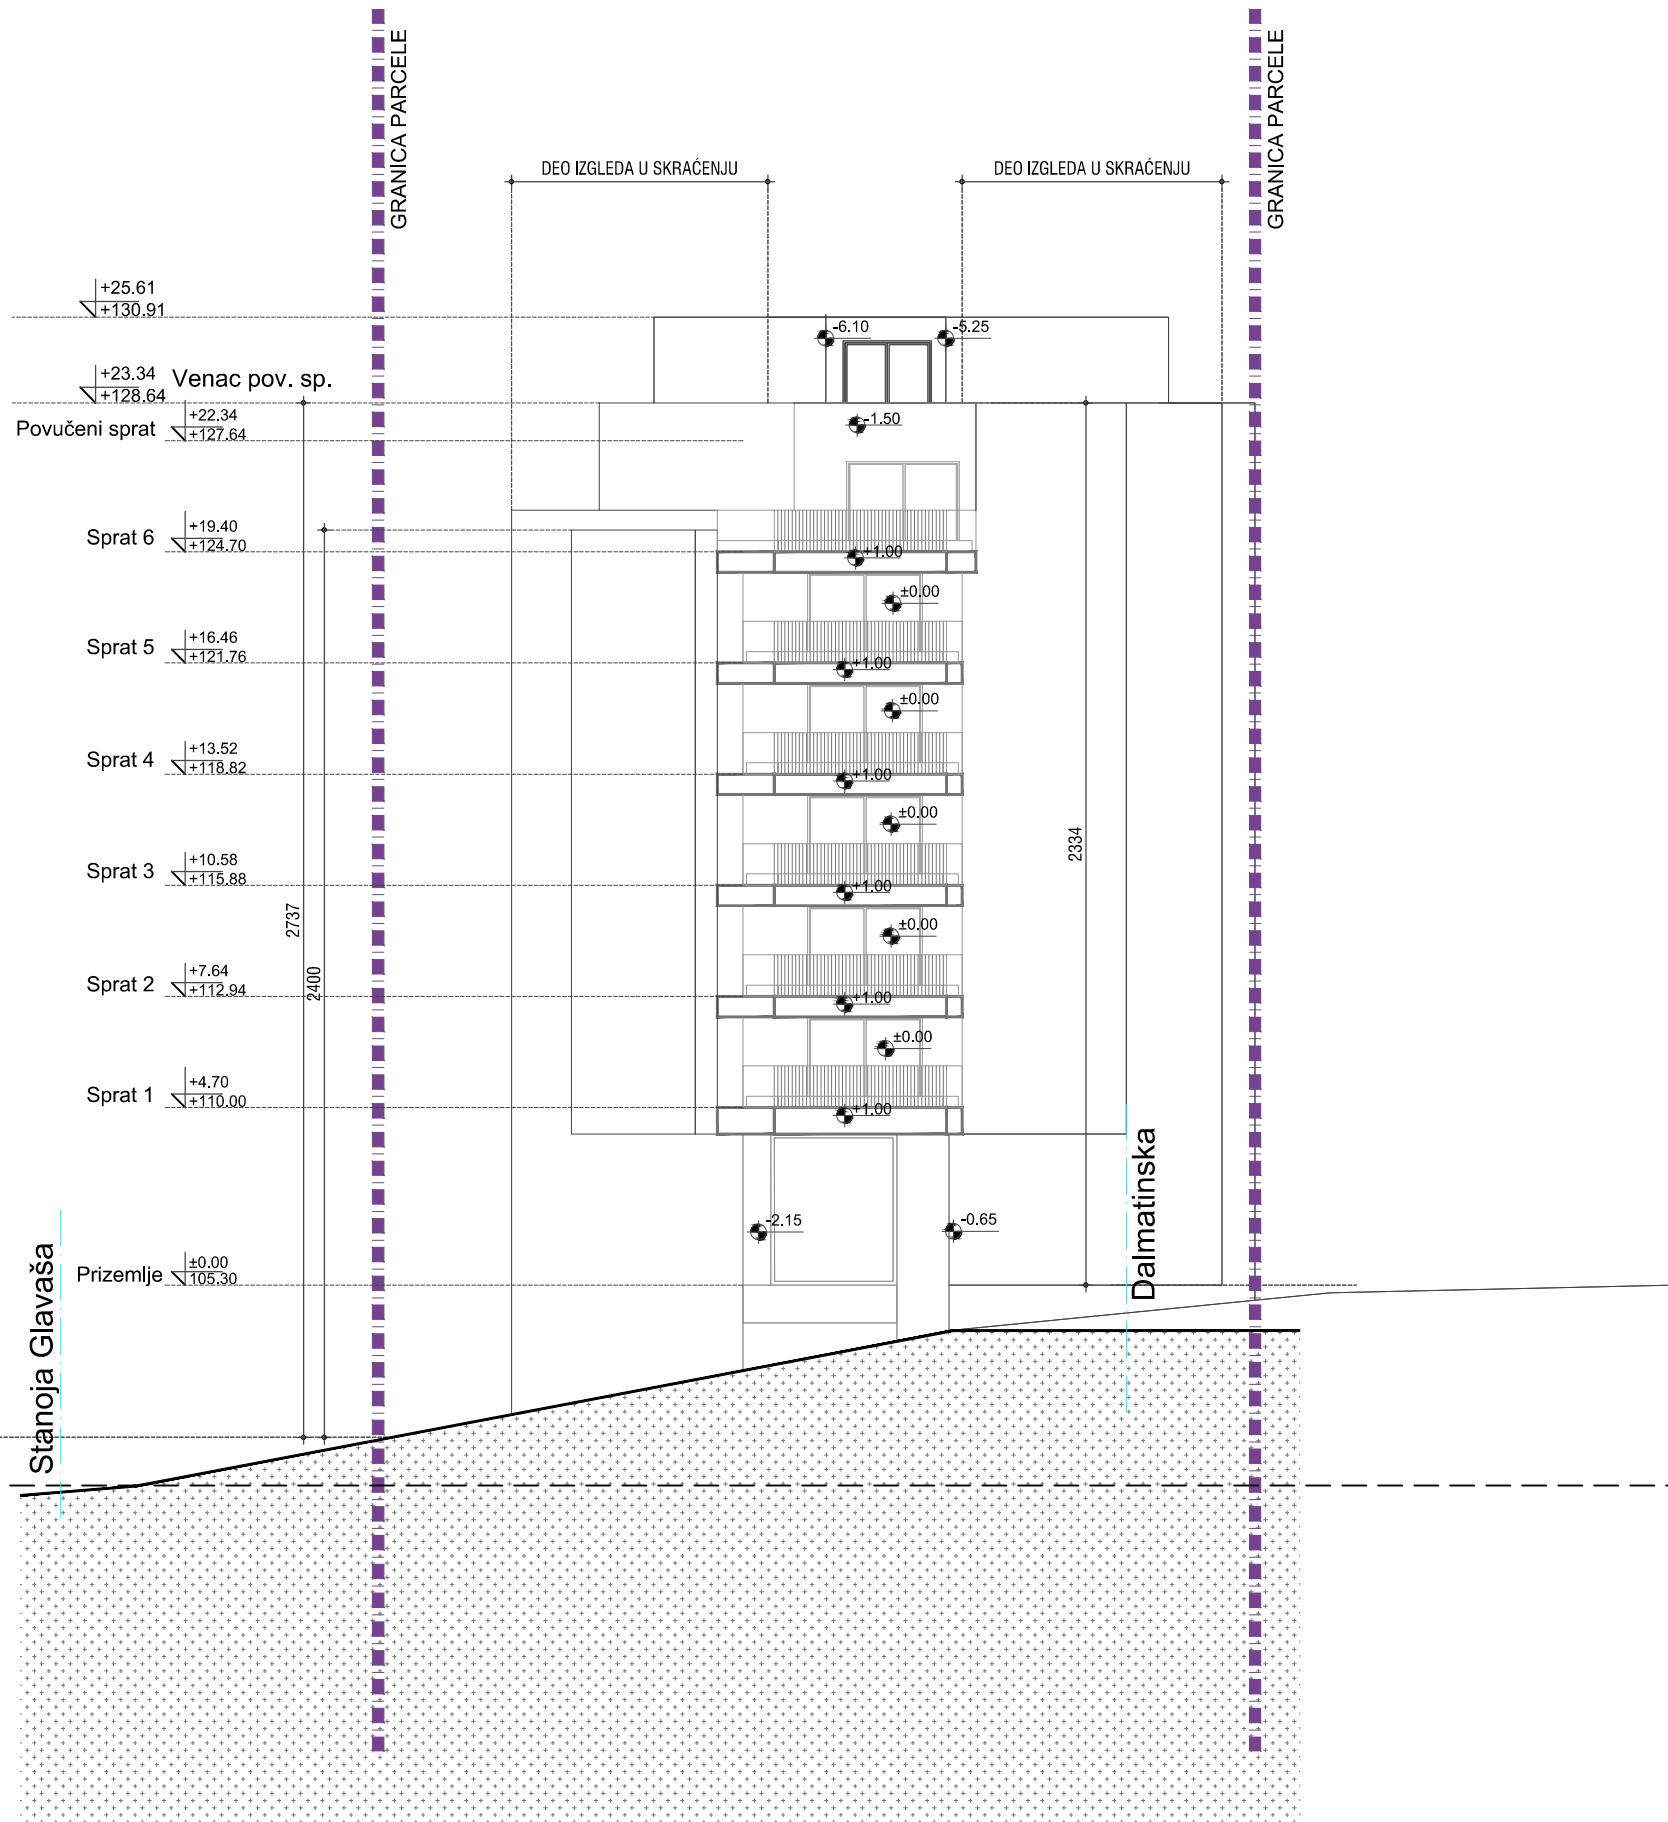 GRANICA PARCELE
GRANICA PARCELE
DEO IZGLEDA U SKRAĆENJU
DEO IZGLEDA U SKRAĆENJU
+25.61
+130.91
-6.10
-5.25
+23.34
+128.64
Venac pov. sp.
Povučeni sprat
+22.34
+127.64
-1.50
Sprat 6
+19.40
+124.70
+1.00
±0.00
Sprat 5
+16.46
+121.76
+1.00
±0.00
Sprat 4
+13.52
+118.82
+1.00
±0.00
2334
Sprat 3
+10.58
+115.88
+1.00
2737
±0.00
2400
Sprat 2
+7.64
+112.94
+1.00
±0.00
Sprat 1
+4.70
+110.00
+1.00
Dalmatinska
-2.15
-0.65
Prizemlje
±0.00
105.30
Stanoja Glavaša